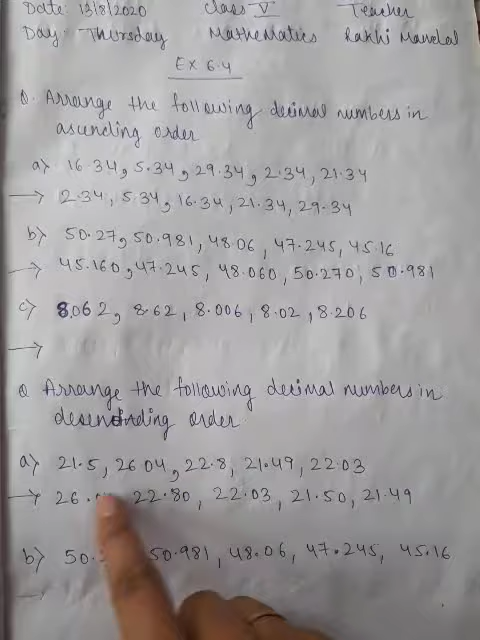 Date: 13/8/2020 Class V Teacher
Day: Thursday Mathematics Rakhi Mandal
Ex 6.4
Q. Arrange the following decimal numbers in
ascending order
a) 16.34, 5.34, 29.34, 2.34, 21.34
→ 2.34, 5.34, 16.34, 21.34, 29.34
b) 50.27, 50.981, 48.06, 47.245, 45.16
→ 45.160, 47.245, 48.060, 50.270, 50.981
c) 8.062, 8.62, 8.006, 8.02, 8.206
→
Q Arrange the following decimal numbers in
order
a) 21.5, 26.04, 22.8, 21.49, 22.03
→ 26. 22.80, 22.03, 21.50, 21.49
b) 50. 50.981, 48.06, 47.245, 45.16
→